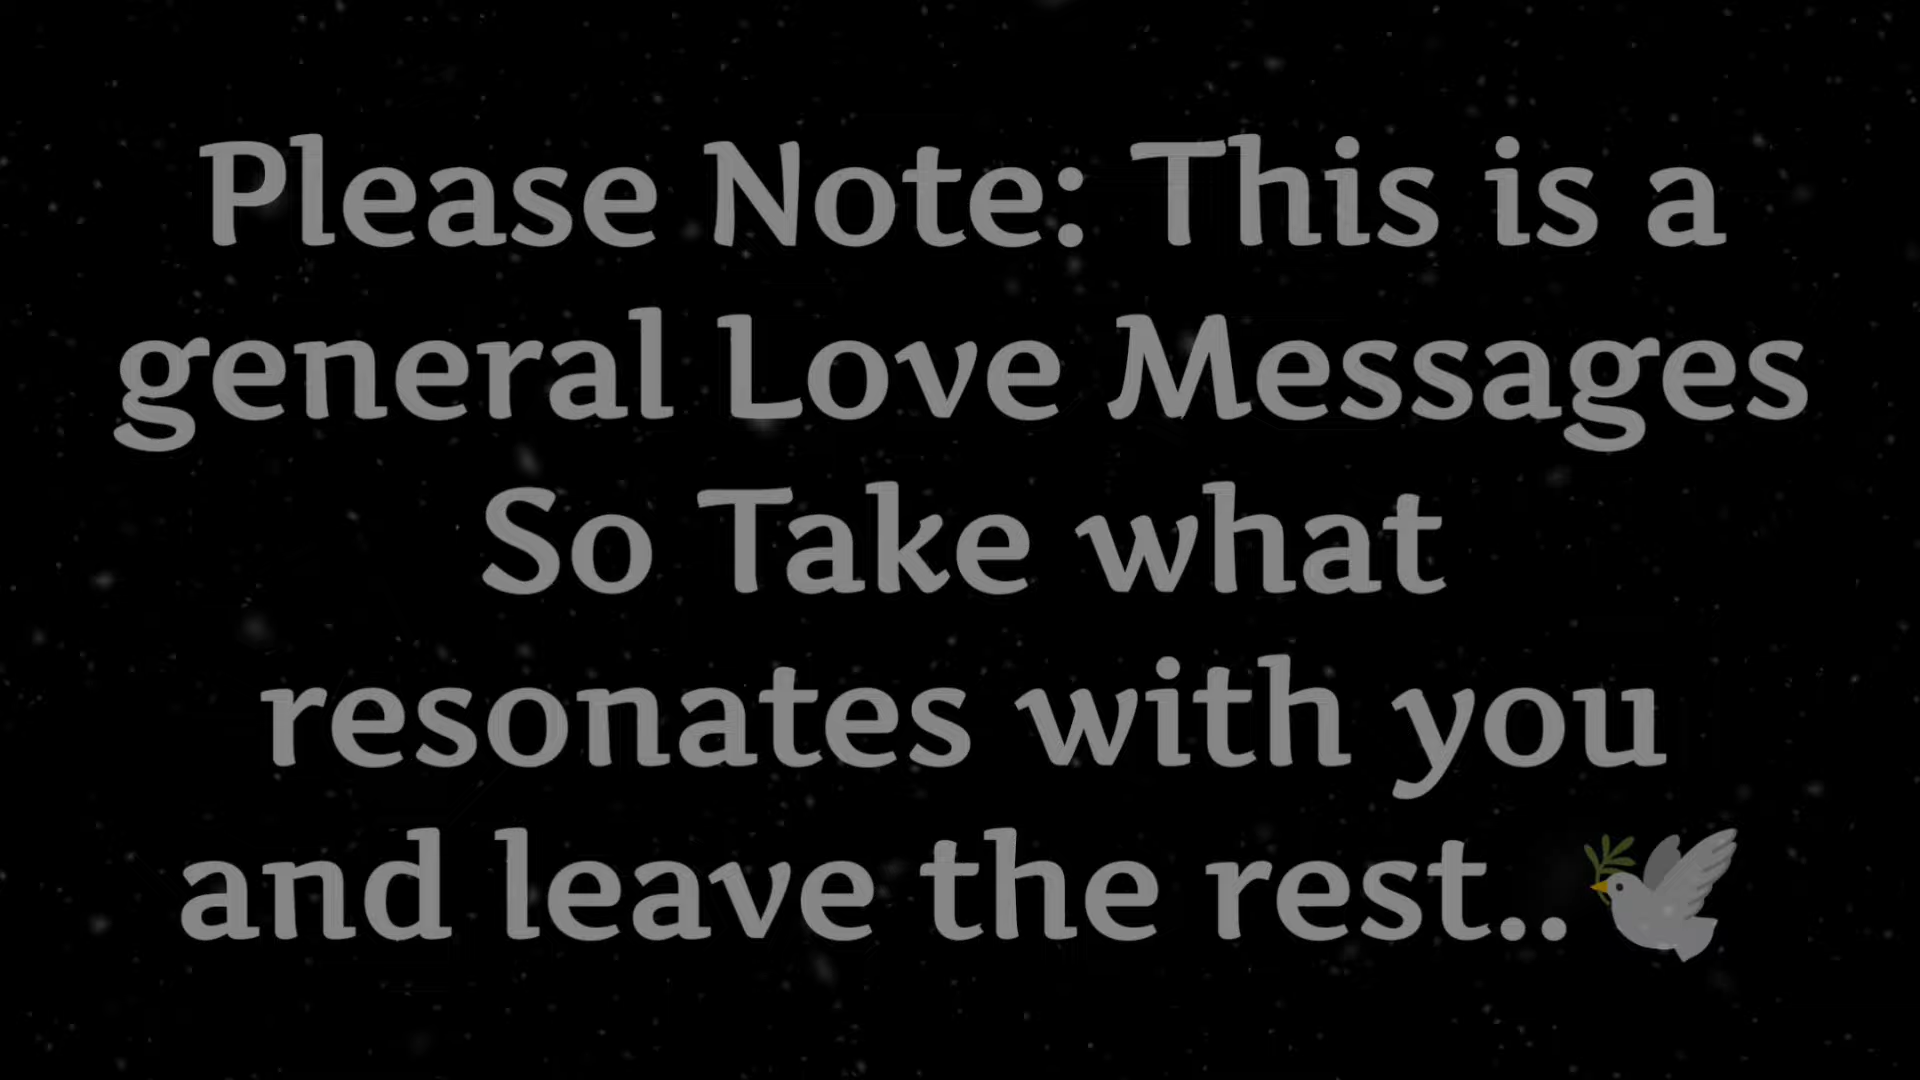 Please Note: This is a
general Love Messages
So Take what
resonates with you
and leave the rest..🕊️